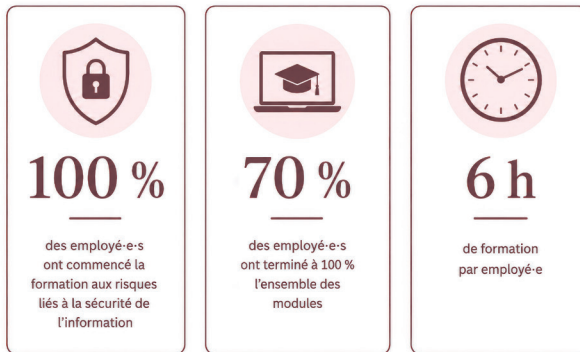 100 %
des employé·e·s
ont commencé la
formation aux risques
liés à la sécurité de
l'information
70 %
des employé·e·s
ont terminé à 100 %
l'ensemble des
modules
6 h
de formation
par employé·e